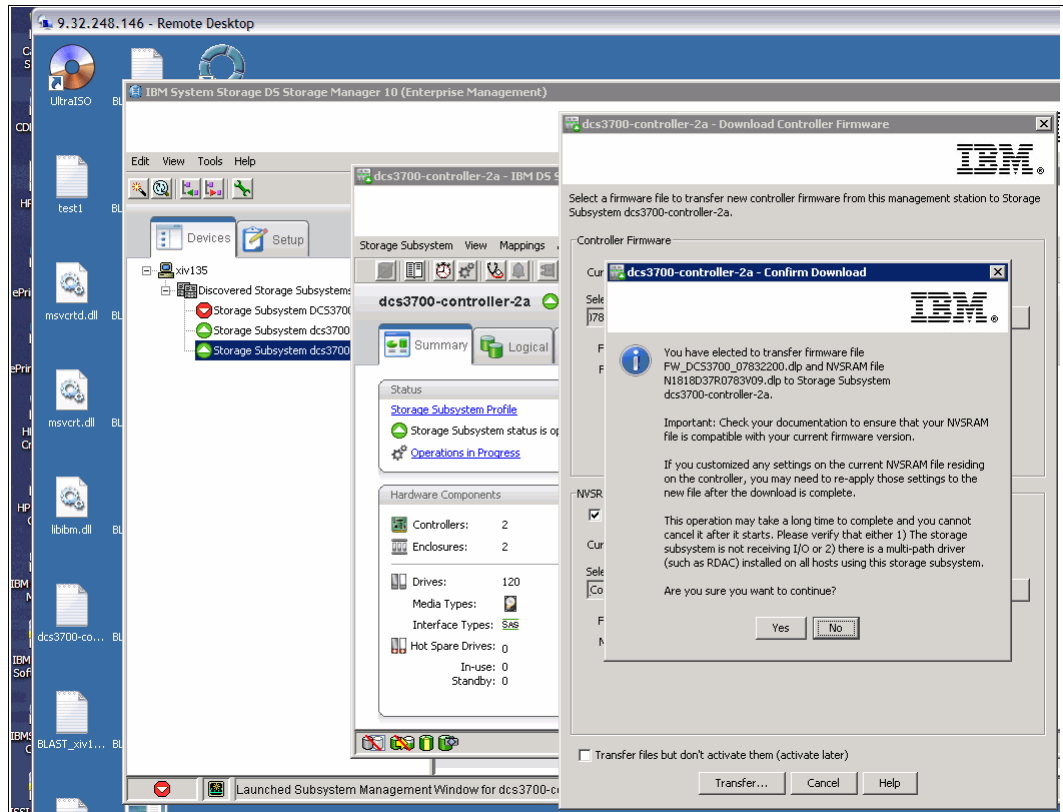 9.32.248.146 - Remote Desktop
UltraISO
test1
msvcrtd.dll
msvcrt.dll
libibm.dll
dcs3700-co...
BLAST_xiv1...
IBM System Storage DS Storage Manager 10 (Enterprise Management)
Edit View Tools Help
Devices
Setup
xiv135
Discovered Storage Subsystems
Storage Subsystem DCS3700
Storage Subsystem dcs3700
Storage Subsystem dcs3700
Launched Subsystem Management Window for dcs3700-c
dcs3700-controller-2a - IBM DS S
Storage Subsystem View Mappings
dcs3700-controller-2a
Summary
Logical
Status
Storage Subsystem Profile
Storage Subsystem status is op
Operations in Progress
Hardware Components
Controllers: 2
Enclosures: 2
Drives: 120
Media Types:
Interface Types: SAS
Hot Spare Drives: 0
In-use: 0
Standby: 0
dcs3700-controller-2a - Download Controller Firmware
IBM
Select a firmware file to transfer new controller firmware from this management station to Storage
Subsystem dcs3700-controller-2a.
Controller Firmware
Cur
Sele
F
F
NVSR
Cur
Sele
Co
F
N
dcs3700-controller-2a - Confirm Download
IBM
You have elected to transfer firmware file
FW_DCS3700_07832200.dlp and NVSRAM file
N1818D37R0783V09.dlp to Storage Subsystem
dcs3700-controller-2a.
Important: Check your documentation to ensure that your NVSRAM
file is compatible with your current firmware version.
If you customized any settings on the current NVSRAM file residing
on the controller, you may need to re-apply those settings to the
new file after the download is complete.
This operation may take a long time to complete and you cannot
cancel it after it starts. Please verify that either 1) The storage
subsystem is not receiving I/O or 2) there is a multi-path driver
(such as RDAC) installed on all hosts using this storage subsystem.
Are you sure you want to continue?
Yes No
Transfer files but don't activate them (activate later)
Transfer... Cancel Help